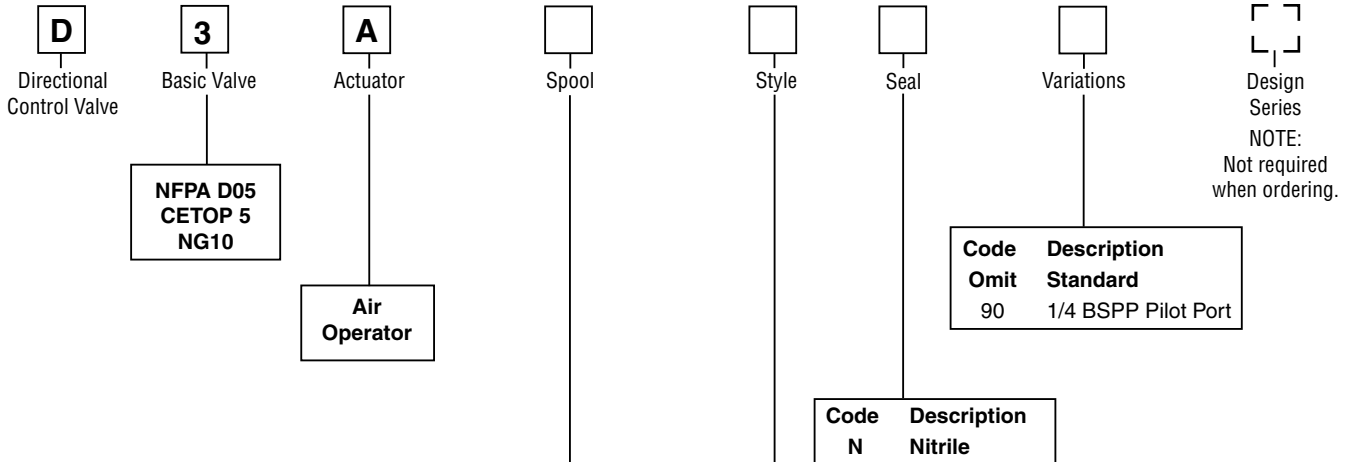 D 3 A
Directional
Control Valve
Basic Valve
Actuator
Spool
Style
Seal
Variations
Design
Series
NOTE:
Not required
when ordering.
NFPA D05
CETOP 5
NG10
Air
Operator
Code Description
Omit Standard
90 1/4 BSPP Pilot Port
Code Description
N Nitrile